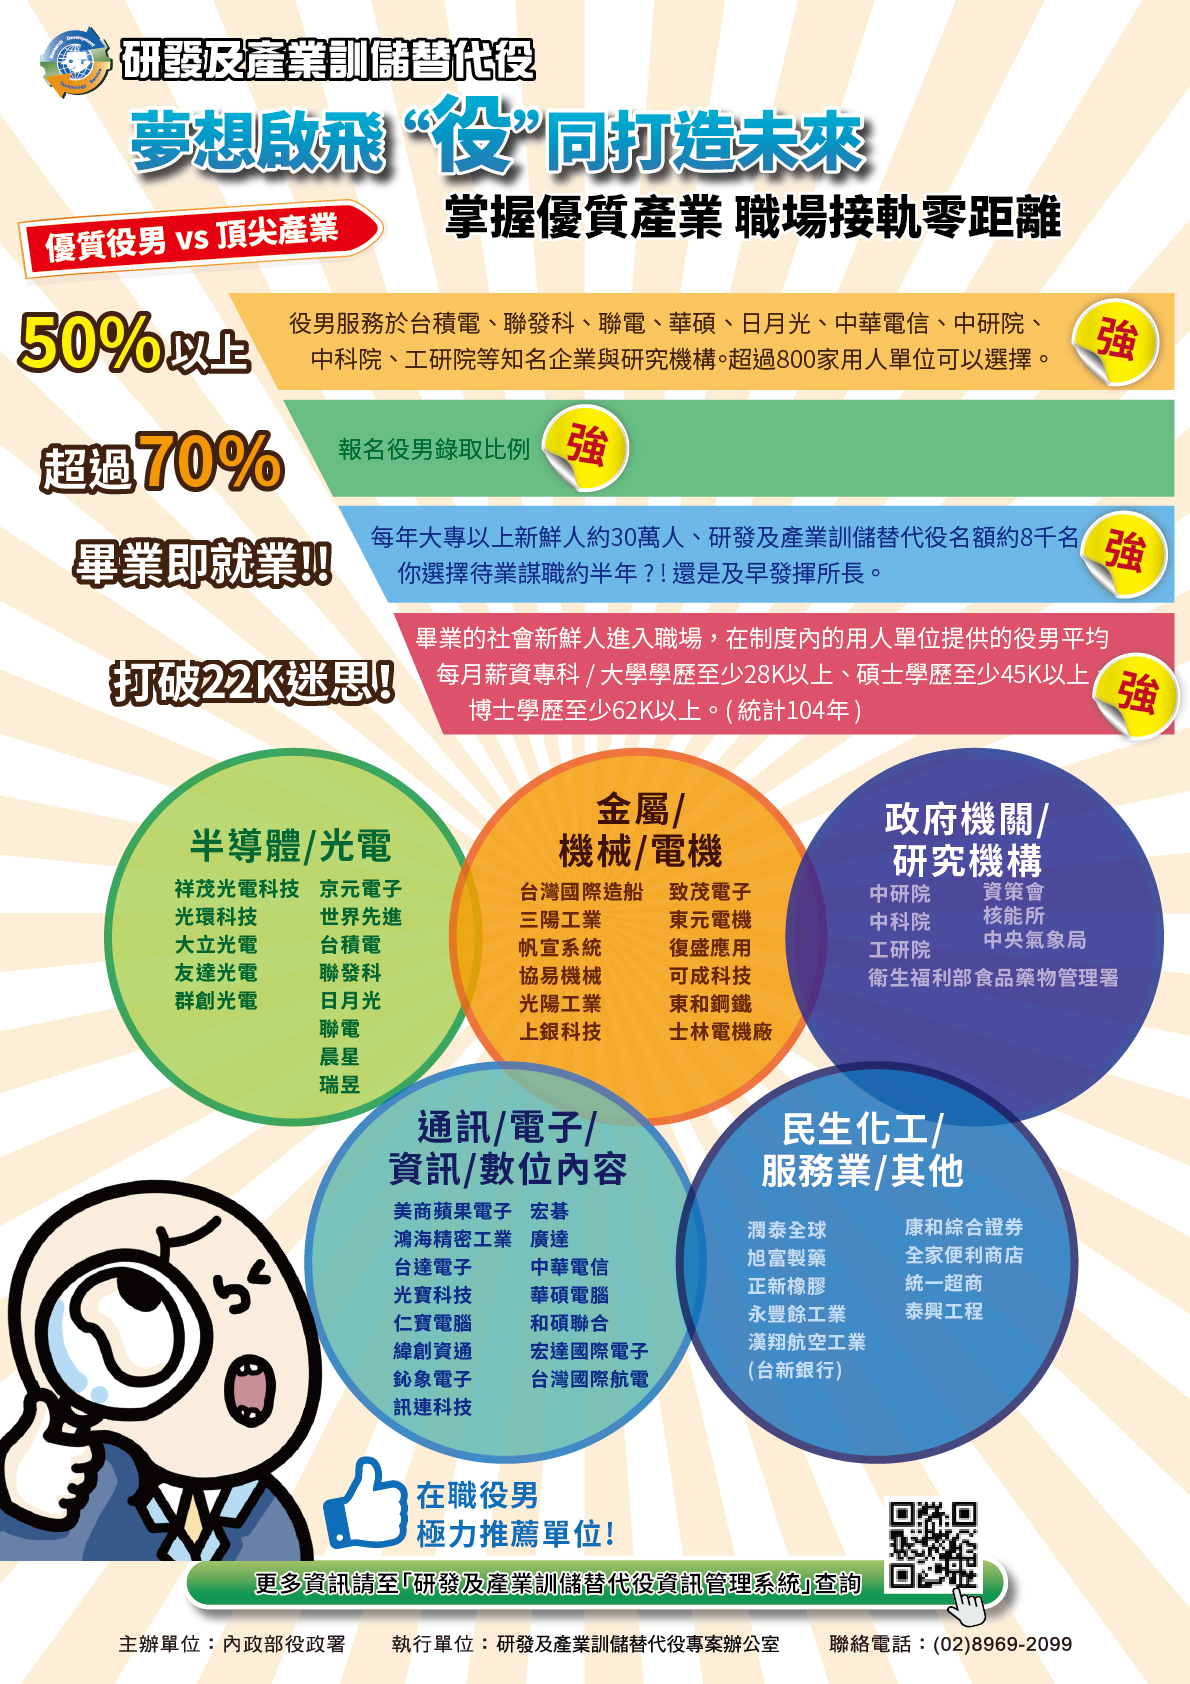 研發及產業訓儲替代役
夢想啟飛“役”同打造未來
掌握優質產業 職場接軌零距離
優質役男 vs 頂尖產業
50%以上
役男服務於台積電、聯發科、聯電、華碩、日月光、中華電信、中研院、
中科院、工研院等知名企業與研究機構。超過800家用人單位可以選擇。
強
超過70%
報名役男錄取比例
強
畢業即就業!!
每年大專以上新鮮人約30萬人、研發及產業訓儲替代役名額約8千名
你選擇待業謀職約半年?!還是及早發揮所長。
強
打破22K迷思!
畢業的社會新鮮人進入職場，在制度內的用人單位提供的役男平均
每月薪資專科 / 大學學歷至少28K以上、碩士學歷至少45K以上、
博士學歷至少62K以上。( 統計104年 )
強
半導體/光電
祥茂光電科技
光環科技
大立光電
友達光電
群創光電
京元電子
世界先進
台積電
聯發科
日月光
聯電
晨星
瑞昱
金屬/
機械/電機
台灣國際造船
三陽工業
帆宣系統
協易機械
光陽工業
上銀科技
致茂電子
東元電機
復盛應用
可成科技
東和鋼鐵
士林電機廠
政府機關/
研究機構
中研院
中科院
工研院
資策會
核能所
中央氣象局
衛生福利部食品藥物管理署
通訊/電子/
資訊/數位內容
美商蘋果電子
鴻海精密工業
台達電子
光寶科技
仁寶電腦
緯創資通
鈊象電子
訊連科技
宏碁
廣達
中華電信
華碩電腦
和碩聯合
宏達國際電子
台灣國際航電
民生化工/
服務業/其他
潤泰全球
旭富製藥
正新橡膠
永豐餘工業
漢翔航空工業
(台新銀行)
康和綜合證券
全家便利商店
統一超商
泰興工程
在職役男
極力推薦單位!
更多資訊請至「研發及產業訓儲替代役資訊管理系統」查詢
主辦單位：內政部役政署
執行單位：研發及產業訓儲替代役專案辦公室
聯絡電話：(02)8969-2099